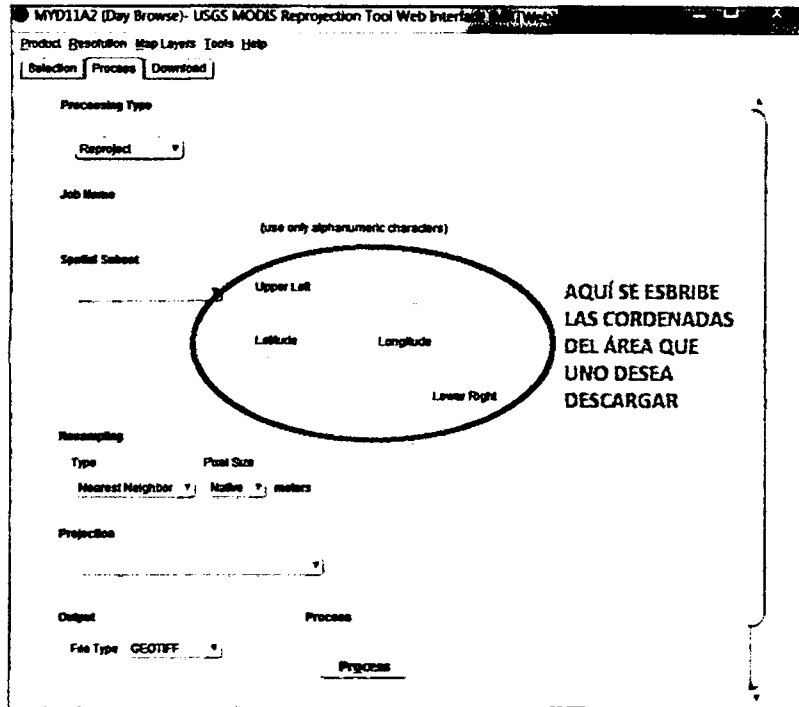 MYD11A2 (Day Browse)- USGS MODIS Reprojection Tool Web Interface
Product Resolution Map Layers Tools Help
Selection Process Download
Processing Type
Reproject
Job Name
(use only alphanumeric characters)
Spatial Subset
Upper Left
Latitude Longitude
Lower Right
AQUÍ SE ESBRIBE
LAS CORDENADAS
DEL ÁREA QUE
UNO DESEA
DESCARGAR
Resampling
Type Pixel Size
Nearest Neighbor Native meters
Projection
Output Process
File Type GEOTIFF
Process